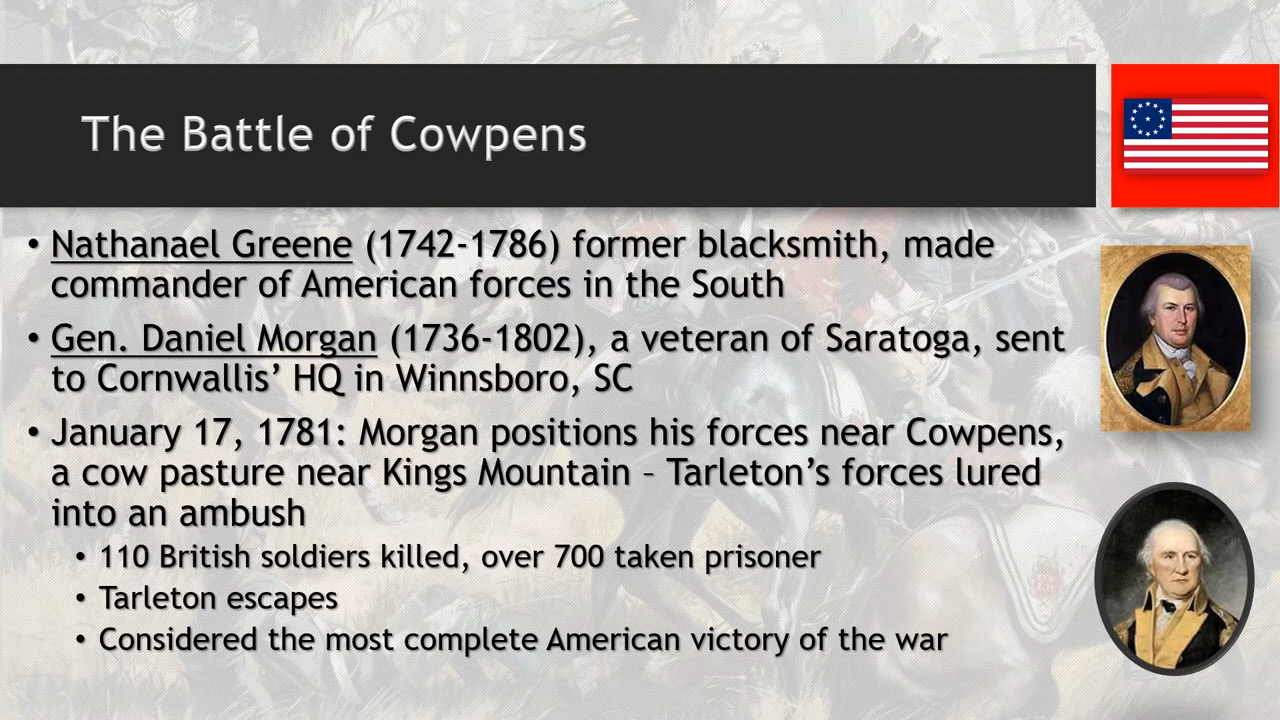 The Battle of Cowpens
• Nathanael Greene (1742-1786) former blacksmith, made
commander of American forces in the South
• Gen. Daniel Morgan (1736-1802), a veteran of Saratoga, sent
to Cornwallis’ HQ in Winnsboro, SC
• January 17, 1781: Morgan positions his forces near Cowpens,
a cow pasture near Kings Mountain – Tarleton’s forces lured
into an ambush
• 110 British soldiers killed, over 700 taken prisoner
• Tarleton escapes
• Considered the most complete American victory of the war